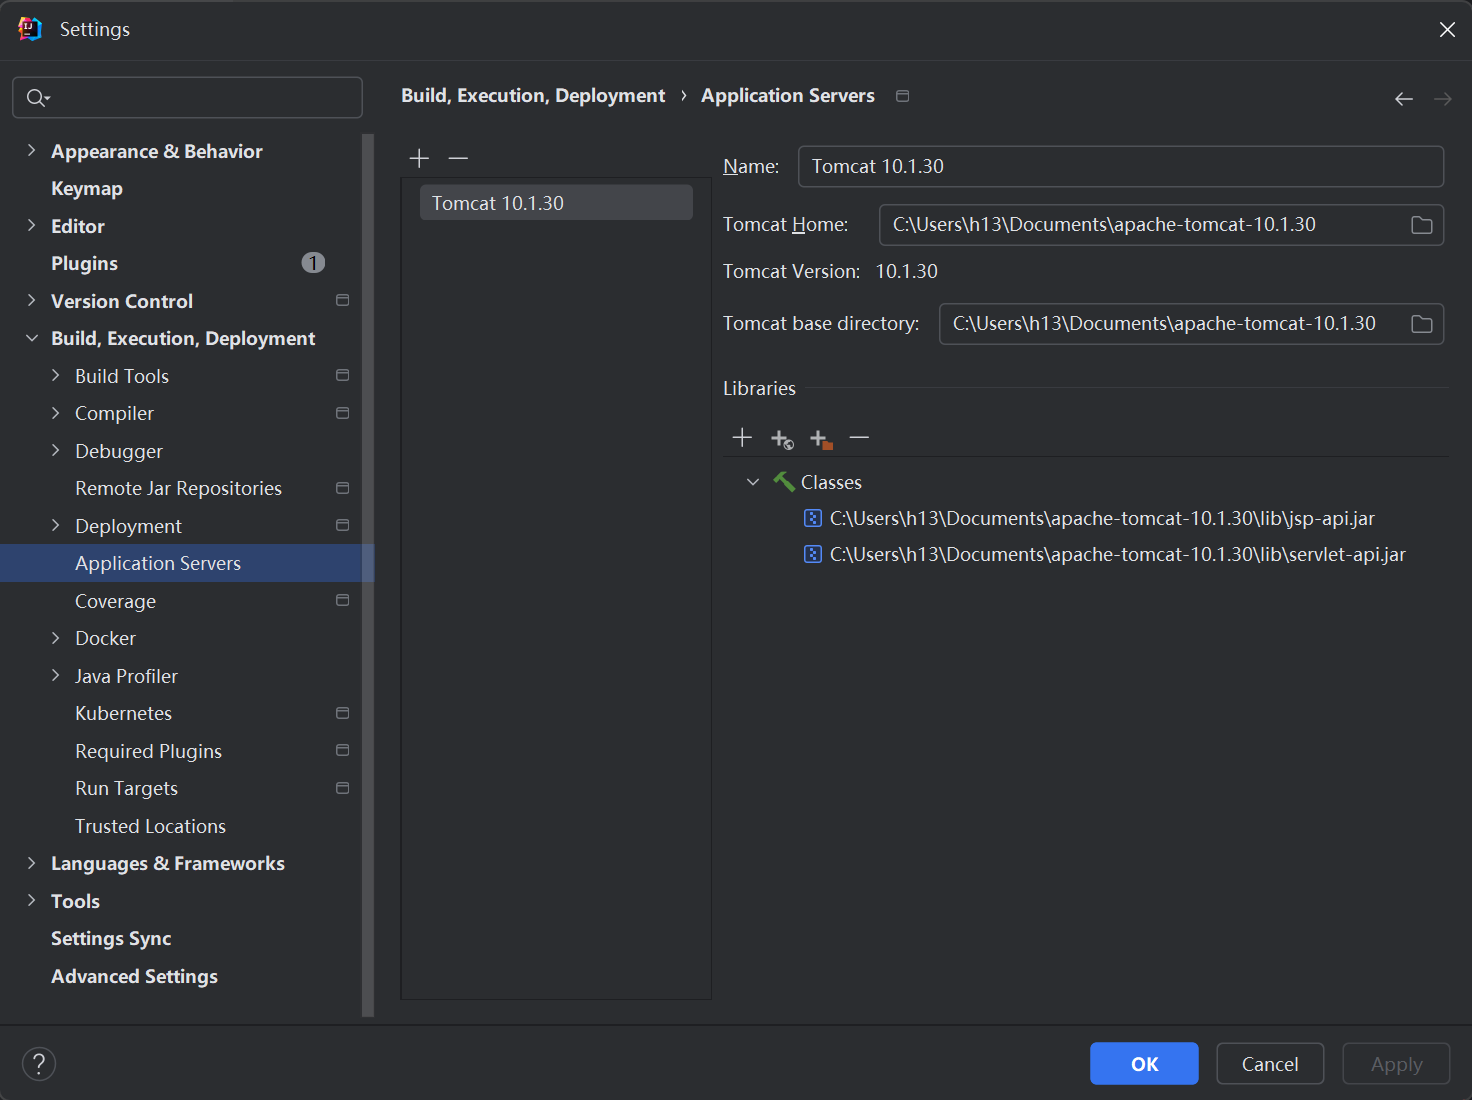 Settings
Build, Execution, Deployment › Application Servers
Appearance & Behavior
Keymap
Editor
Plugins 1
Version Control
Build, Execution, Deployment
Build Tools
Compiler
Debugger
Remote Jar Repositories
Deployment
Application Servers
Coverage
Docker
Java Profiler
Kubernetes
Required Plugins
Run Targets
Trusted Locations
Languages & Frameworks
Tools
Settings Sync
Advanced Settings
Tomcat 10.1.30
Name: Tomcat 10.1.30
Tomcat Home: C:\Users\h13\Documents\apache-tomcat-10.1.30
Tomcat Version: 10.1.30
Tomcat base directory: C:\Users\h13\Documents\apache-tomcat-10.1.30
Libraries
Classes
C:\Users\h13\Documents\apache-tomcat-10.1.30\lib\jsp-api.jar
C:\Users\h13\Documents\apache-tomcat-10.1.30\lib\servlet-api.jar
?
OK Cancel Apply